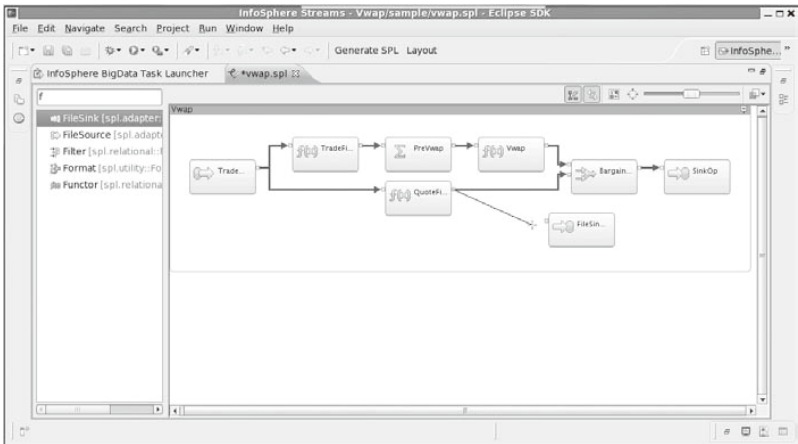 InfoSphere Streams - Vwap/sample/vwap.spl - Eclipse SDK
File Edit Navigate Search Project Run Window Help
Generate SPL Layout
InfoSphe...
InfoSphere BigData Task Launcher
*vwap.spl
f
FileSink [spl.adapter:
FileSource [spl.adapt
Filter [spl.relational::
Format [spl.utility::Fo
Functor [spl.relationa
Vwap
TradeFi...
PreVwap
Vwap
Trade...
Bargain...
SinkOp
QuoteFi...
FileSin...